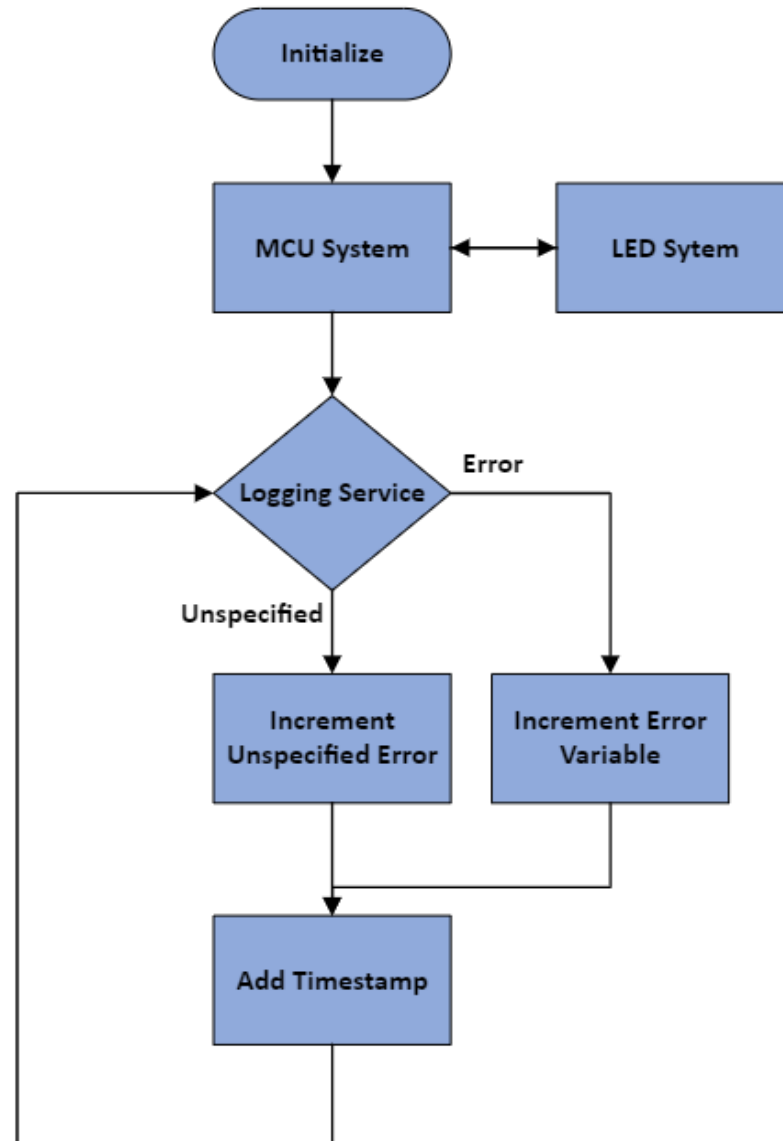 Initialize
MCU System
LED Sytem
Logging Service
Error
Unspecified
Increment
Unspecified Error
Increment Error
Variable
Add Timestamp